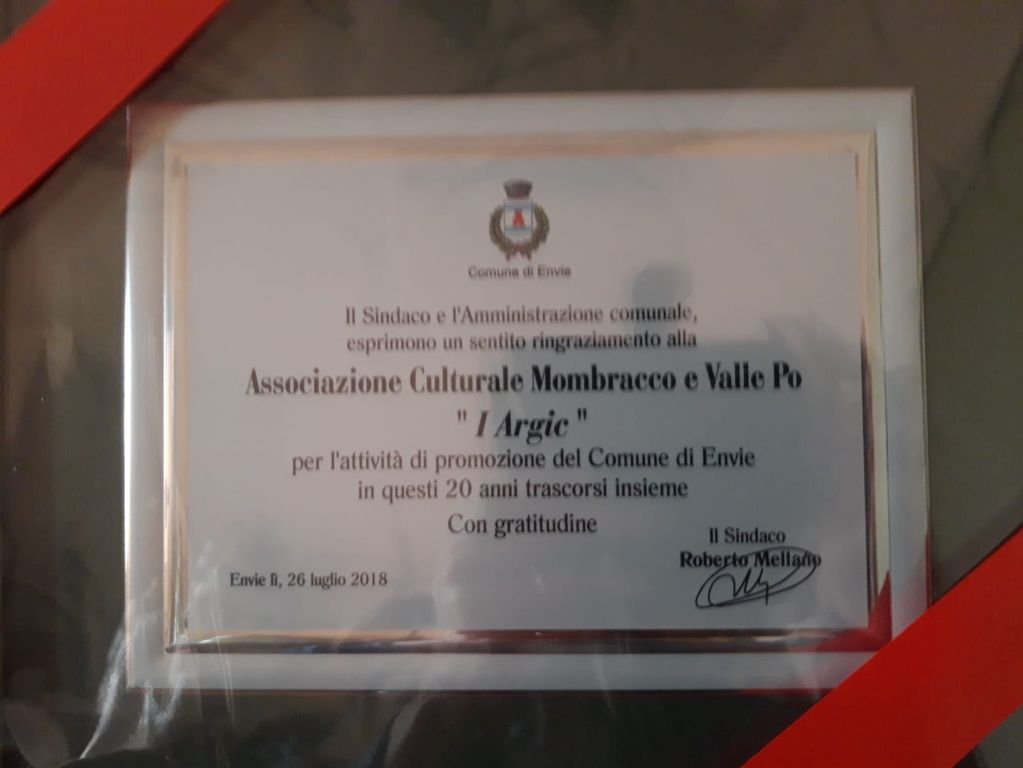 Comune di Envie
Il Sindaco e l'Amministrazione comunale,
esprimono un sentito ringraziamento alla
Associazione Culturale Mombracco e Valle Po
" I Argic "
per l'attività di promozione del Comune di Envie
in questi 20 anni trascorsi insieme
Con gratitudine
Il Sindaco
Roberto Mellano
Envie lì, 26 luglio 2018